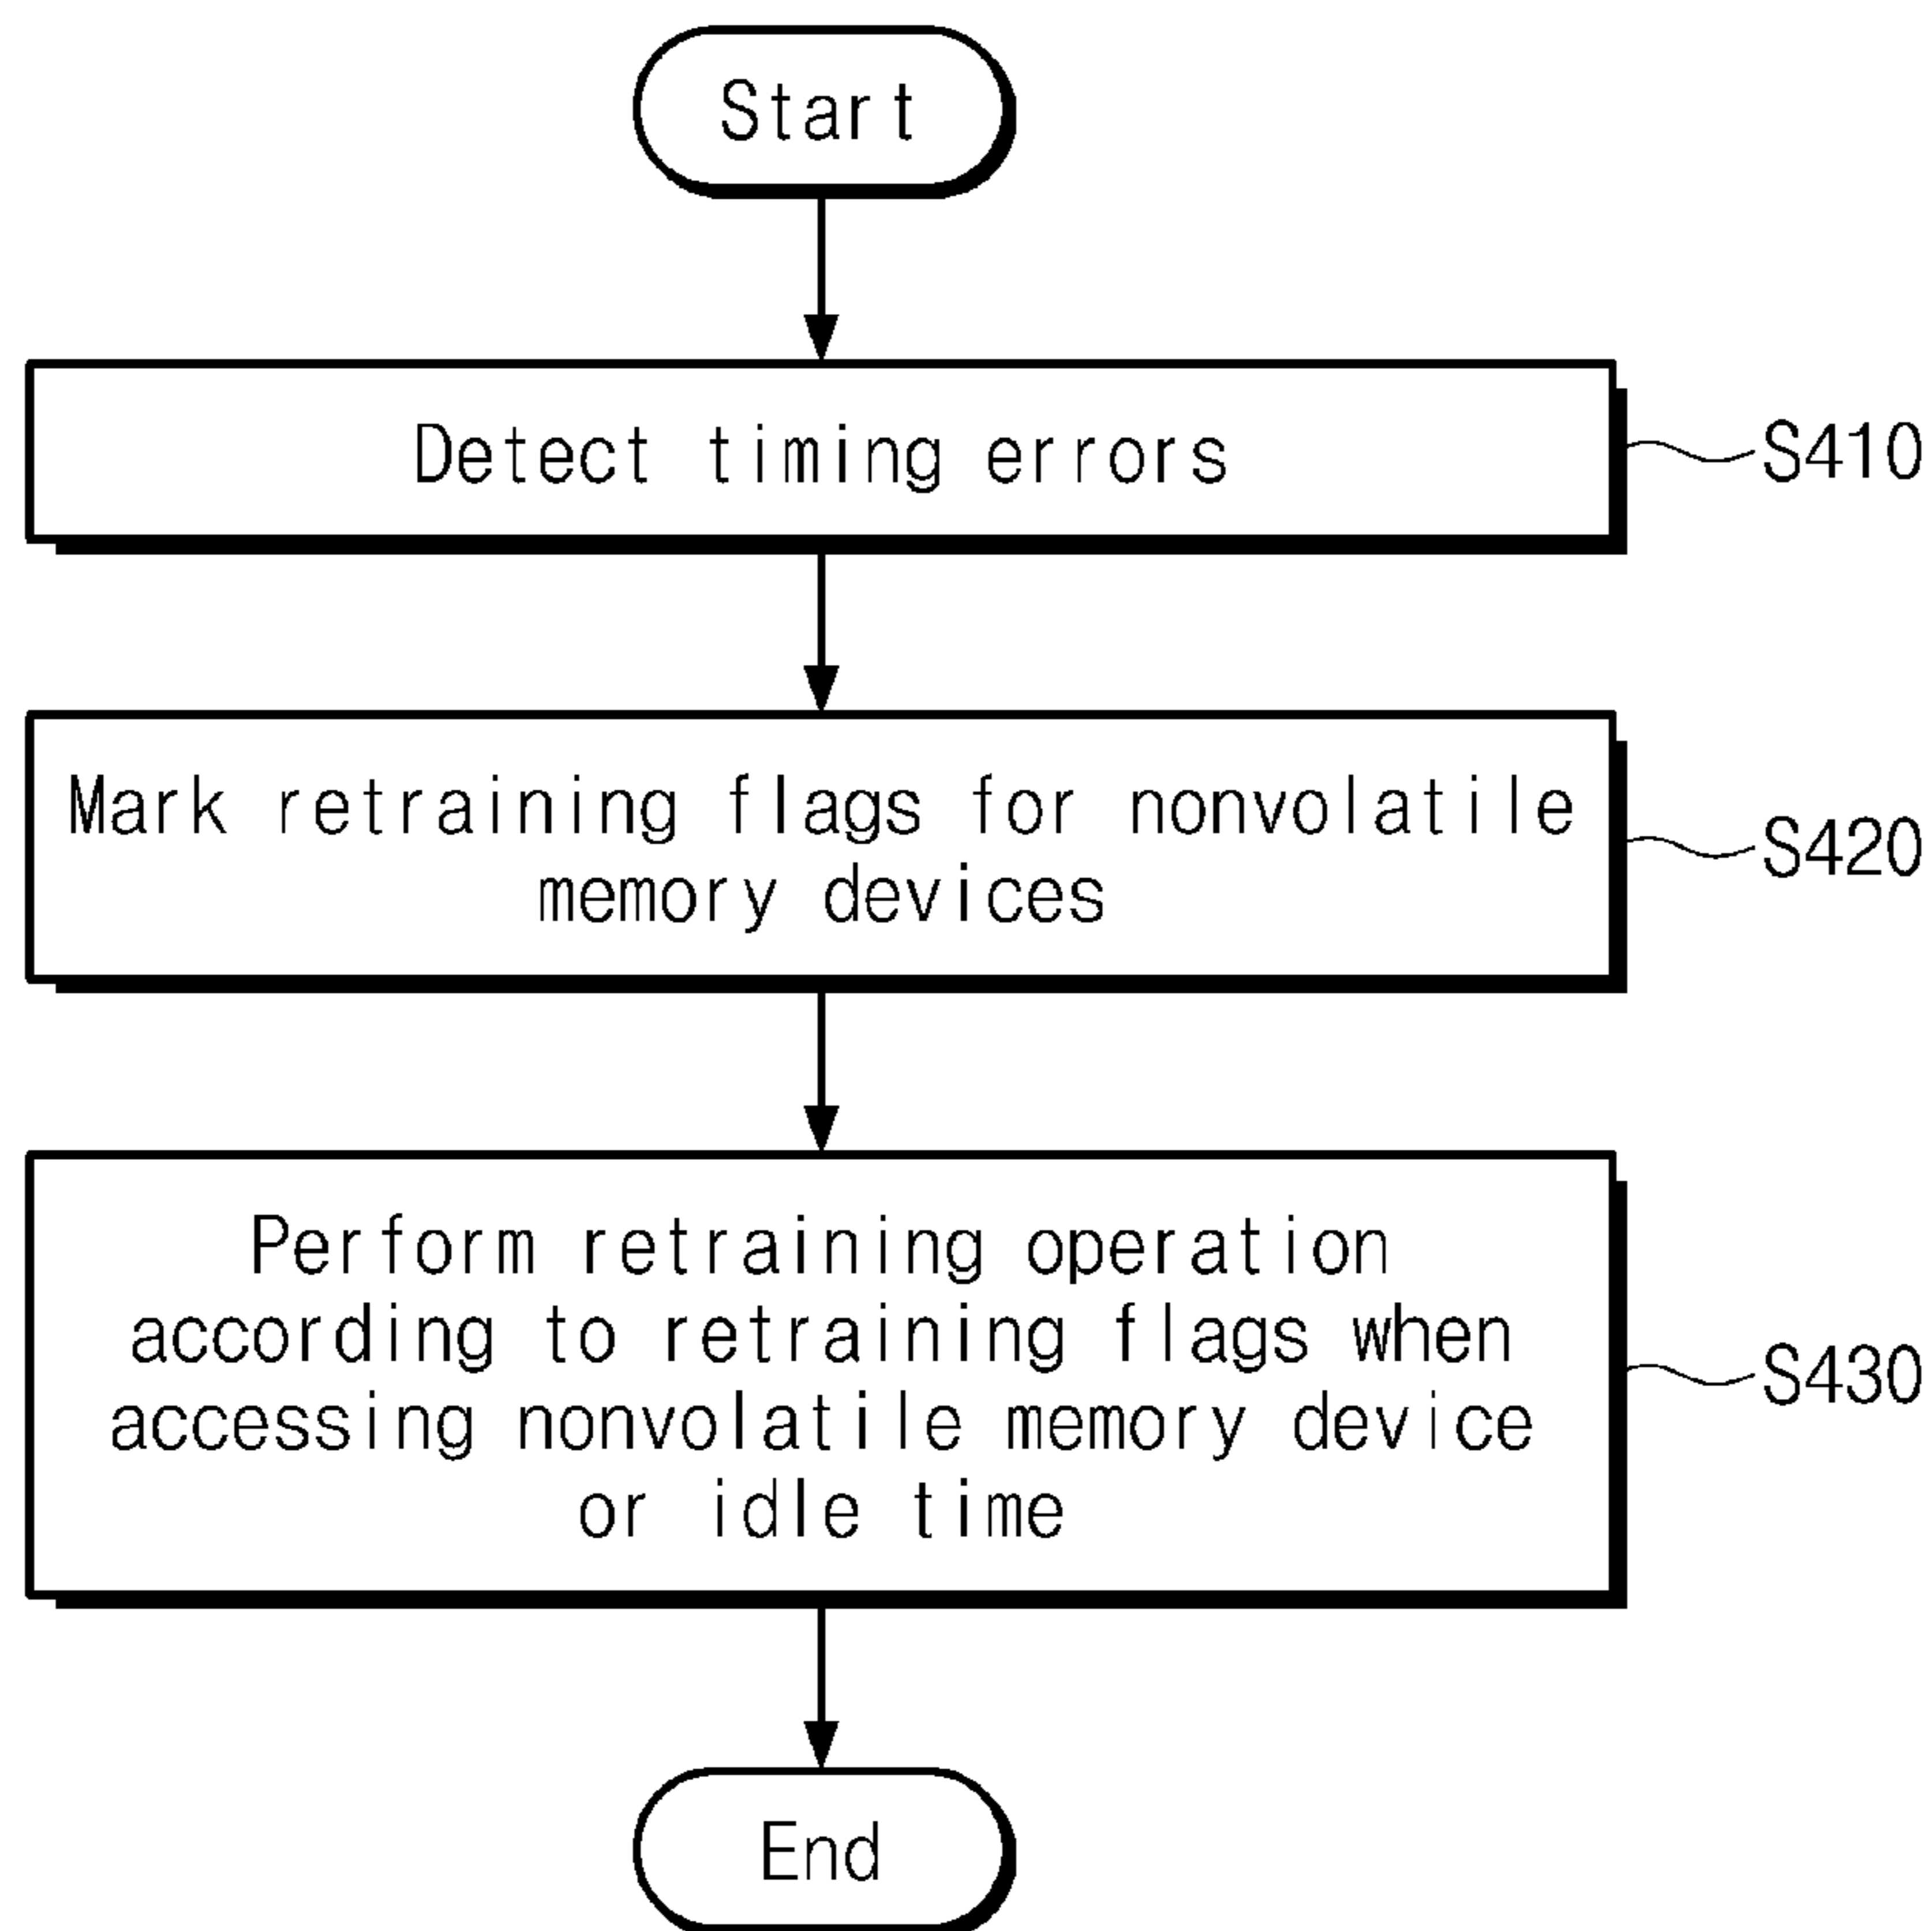 Start
Detect timing errors
S410
Mark retraining flags for nonvolatile
memory devices
S420
Perform retraining operation
according to retraining flags when
accessing nonvolatile memory device
or idle time
S430
End